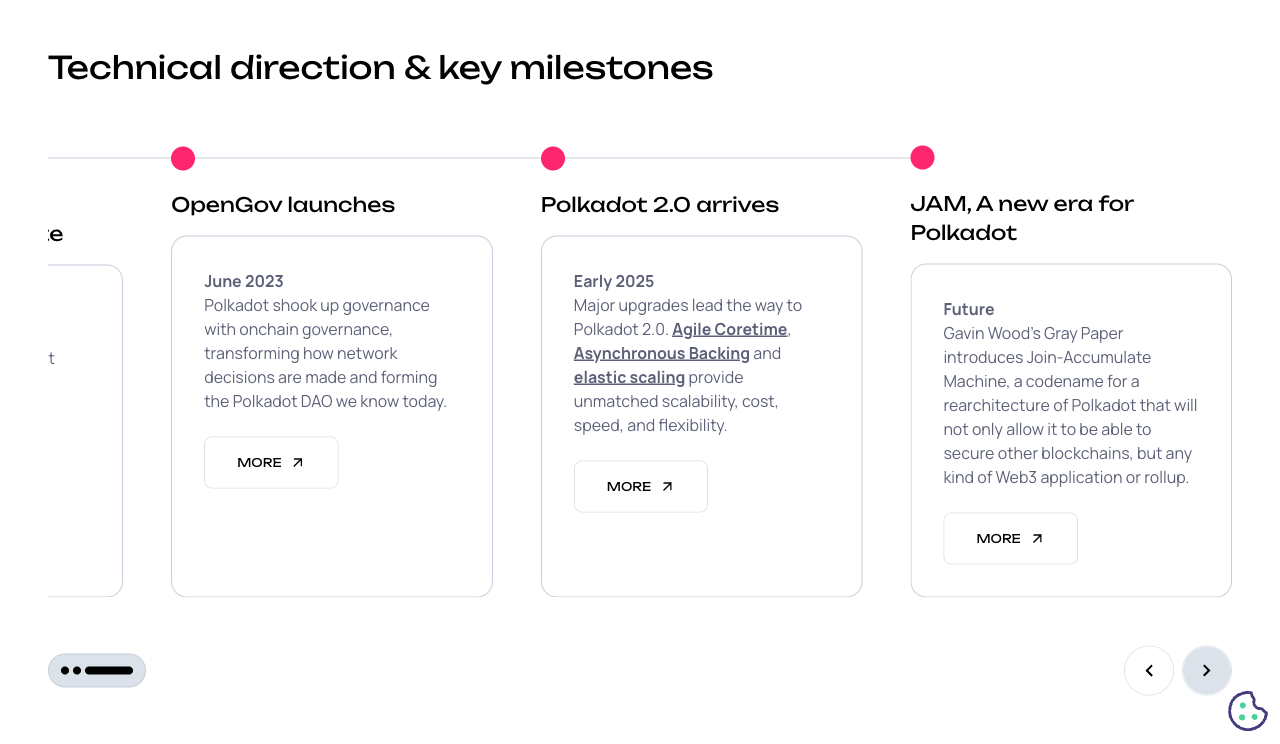 Technical direction & key milestones
OpenGov launches
June 2023
Polkadot shook up governance
with onchain governance,
transforming how network
decisions are made and forming
the Polkadot DAO we know today.
MORE
Polkadot 2.0 arrives
Early 2025
Major upgrades lead the way to
Polkadot 2.0. Agile Coretime,
Asynchronous Backing and
elastic scaling provide
unmatched scalability, cost,
speed, and flexibility.
MORE
JAM, A new era for
Polkadot
Future
Gavin Wood's Gray Paper
introduces Join-Accumulate
Machine, a codename for a
rearchitecture of Polkadot that will
not only allow it to be able to
secure other blockchains, but any
kind of Web3 application or rollup.
MORE